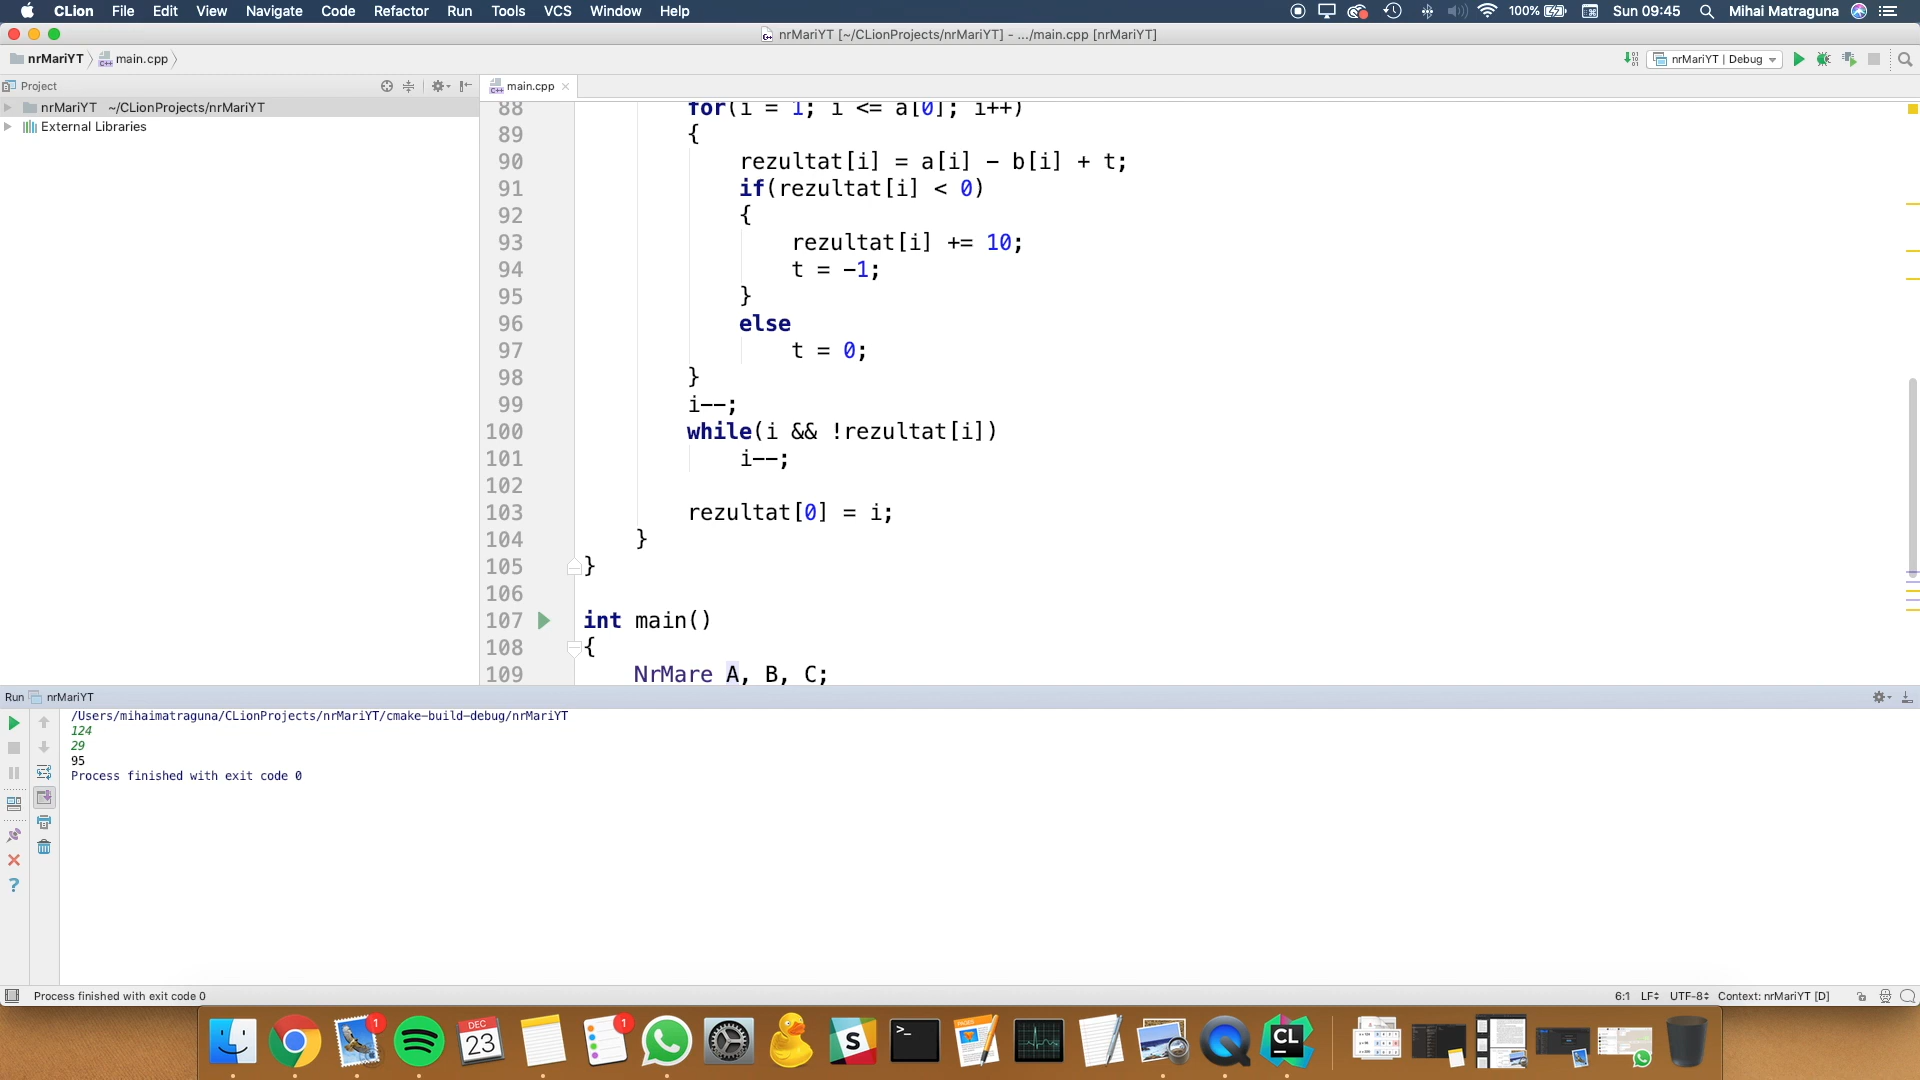 CLion File Edit View Navigate Code Refactor Run Tools VCS Window Help 100% Sun 09:45 Mihai Matraguna
nrMariYT [~/CLionProjects/nrMariYT] - .../main.cpp [nrMariYT]
nrMariYT main.cpp nrMariYT | Debug
Project main.cpp
nrMariYT ~/CLionProjects/nrMariYT
External Libraries
88 for(i = 1; i <= a[0]; i++)
89 {
90 rezultat[i] = a[i] - b[i] + t;
91 if(rezultat[i] < 0)
92 {
93 rezultat[i] += 10;
94 t = -1;
95 }
96 else
97 t = 0;
98 }
99 i--;
100 while(i && !rezultat[i])
101 i--;
102
103 rezultat[0] = i;
104 }
105 }
106
107 int main()
108 {
109 NrMare A, B, C;
Run nrMariYT
/Users/mihaimatraguna/CLionProjects/nrMariYT/cmake-build-debug/nrMariYT
124
29
95
Process finished with exit code 0
Process finished with exit code 0 6:1 LF UTF-8 Context: nrMariYT [D]
1 DEC 23 1 S >_ CL